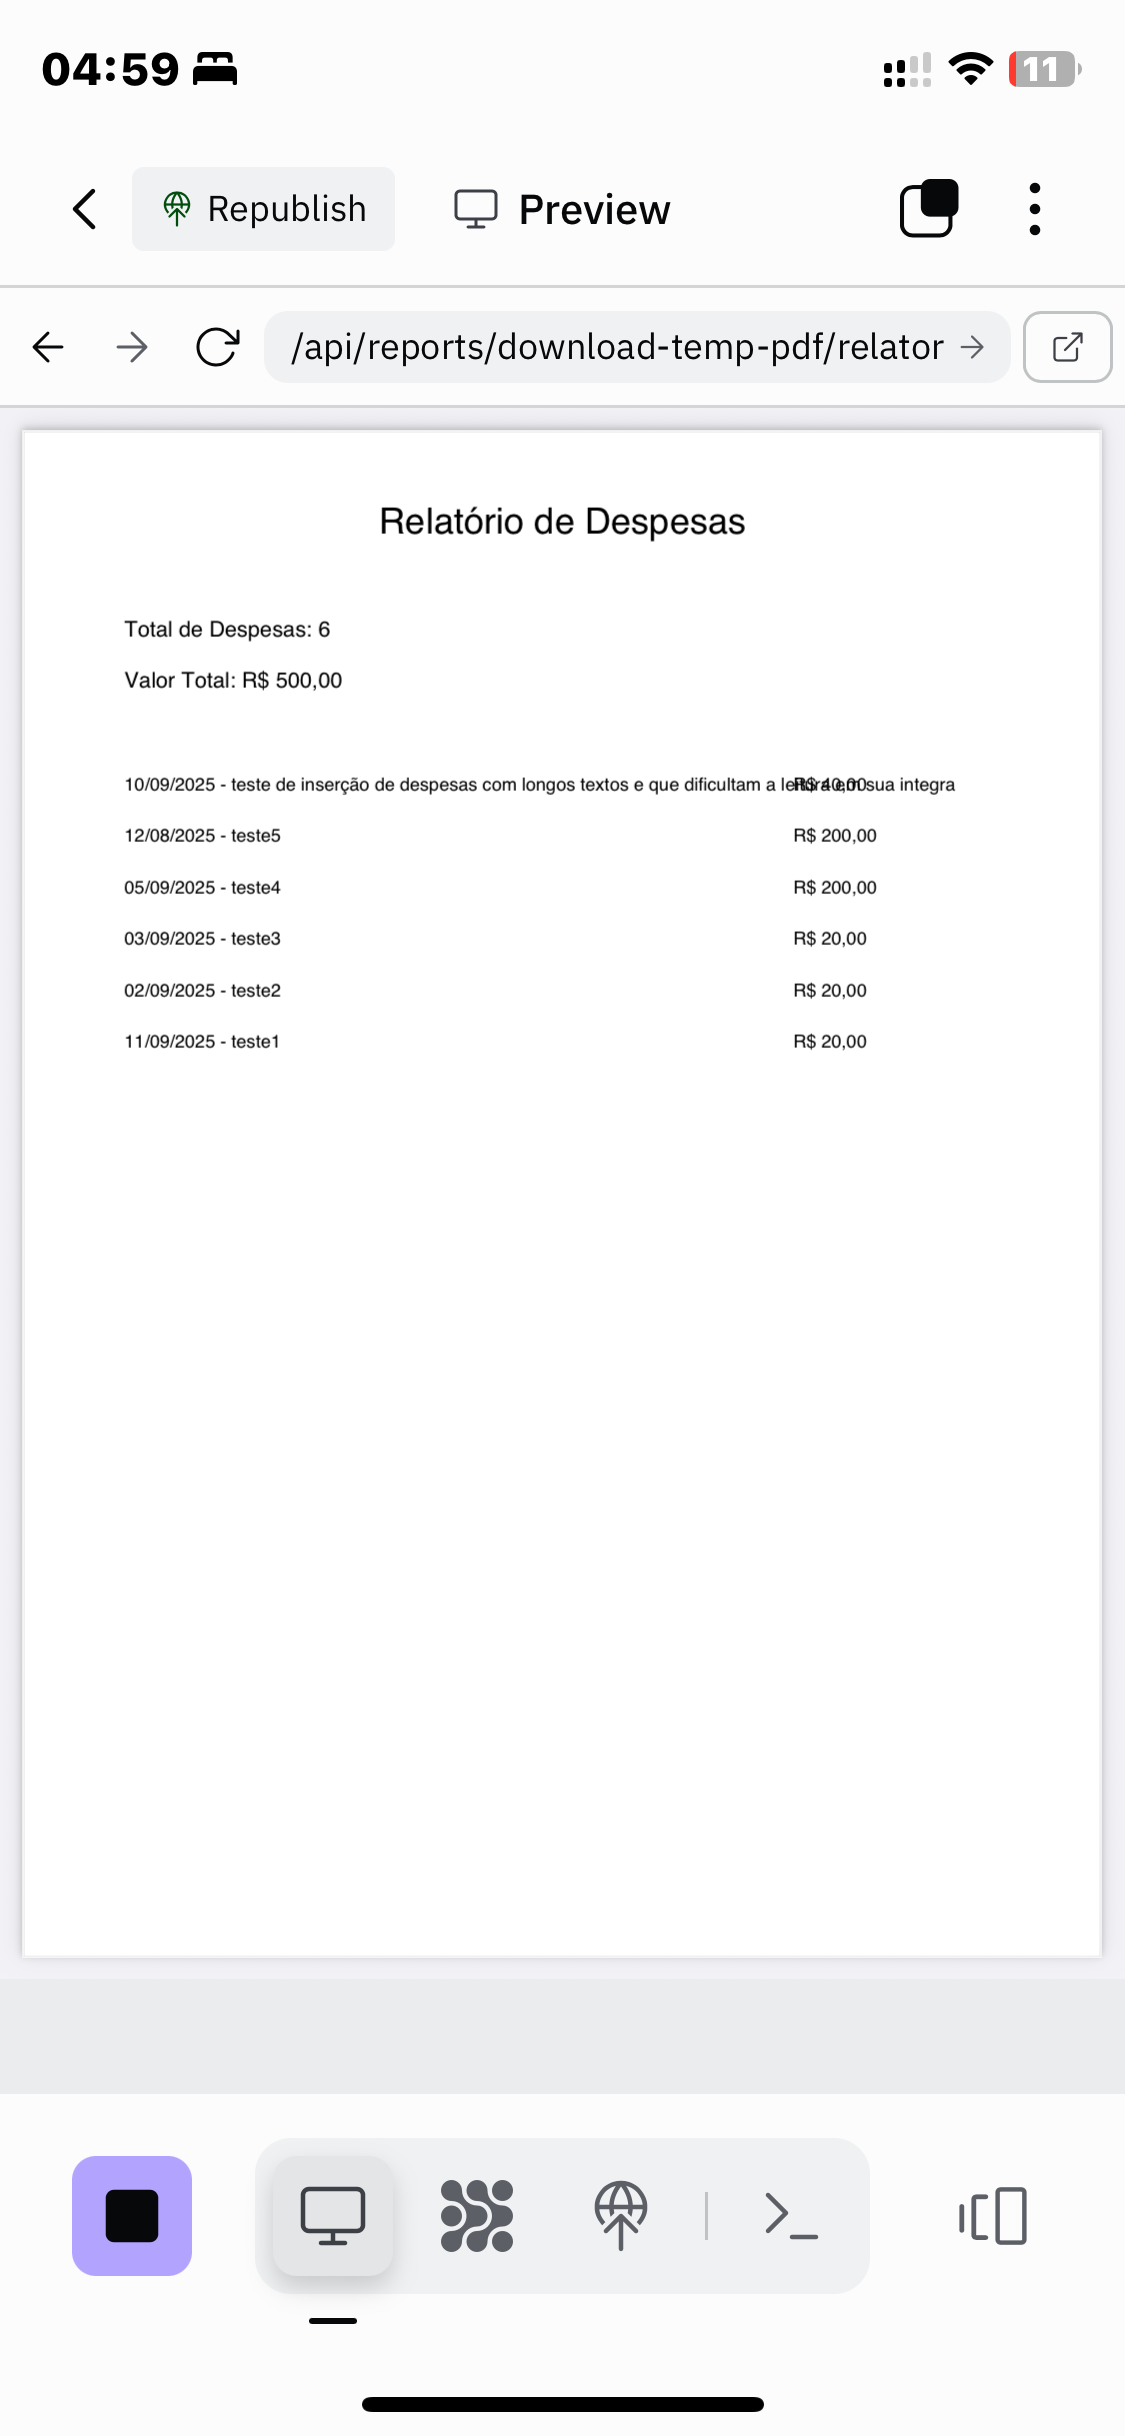 04:59
11
Republish
Preview
/api/reports/download-temp-pdf/relator
Relatório de Despesas
Total de Despesas: 6
Valor Total: R$ 500,00
10/09/2025 - teste de inserção de despesas com longos textos e que dificultam a leitura em sua integra R$ 40,00
12/08/2025 - teste5 R$ 200,00
05/09/2025 - teste4 R$ 200,00
03/09/2025 - teste3 R$ 20,00
02/09/2025 - teste2 R$ 20,00
11/09/2025 - teste1 R$ 20,00